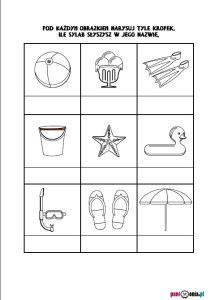 POD KAŻDYM OBRAZKIEM NARYSUJ TYLE KROPEK,
ILE SYLAB SŁYSZYSZ W JEGO NAZWIE.